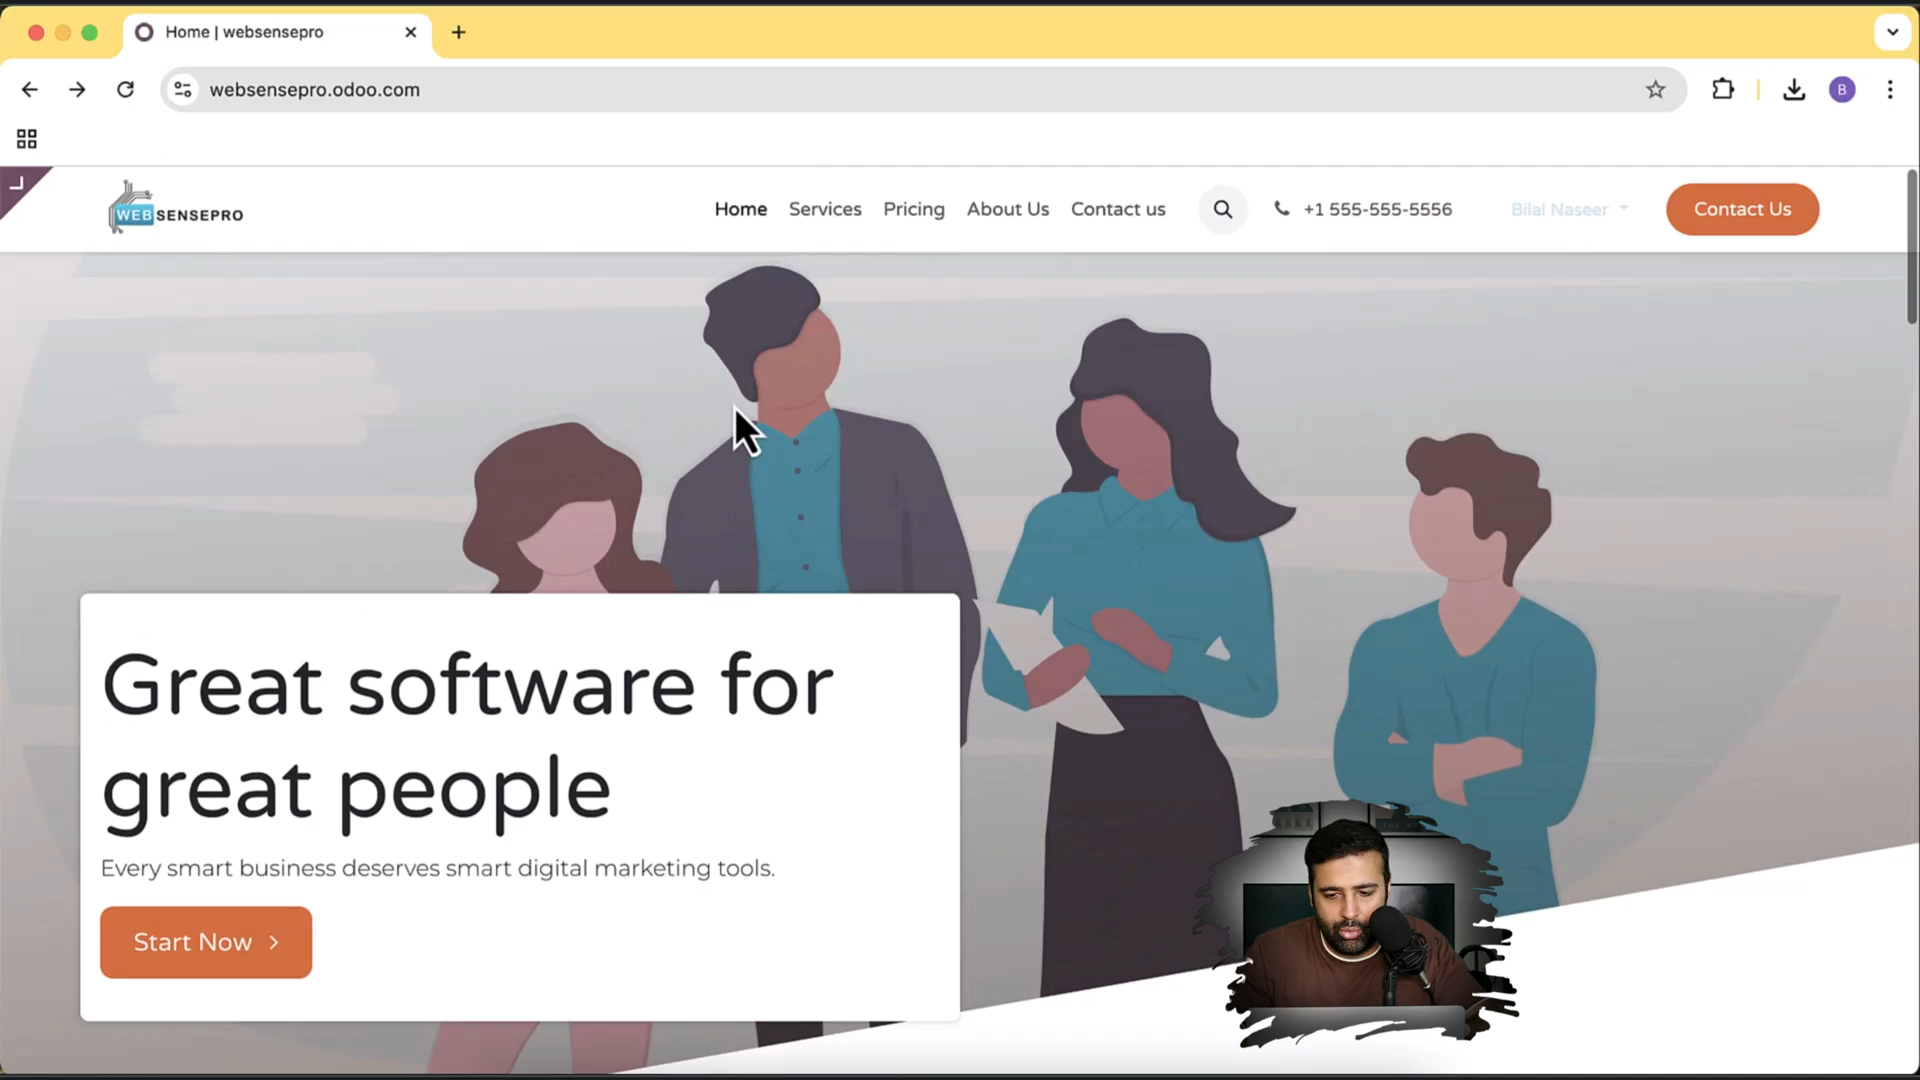 Home | websensepro
websensepro.odoo.com
B
WEBSENSEPRO
Home
Services
Pricing
About Us
Contact us
+1 555-555-5556
Bilal Naseer
Contact Us
Great software for
great people
Every smart business deserves smart digital marketing tools.
Start Now